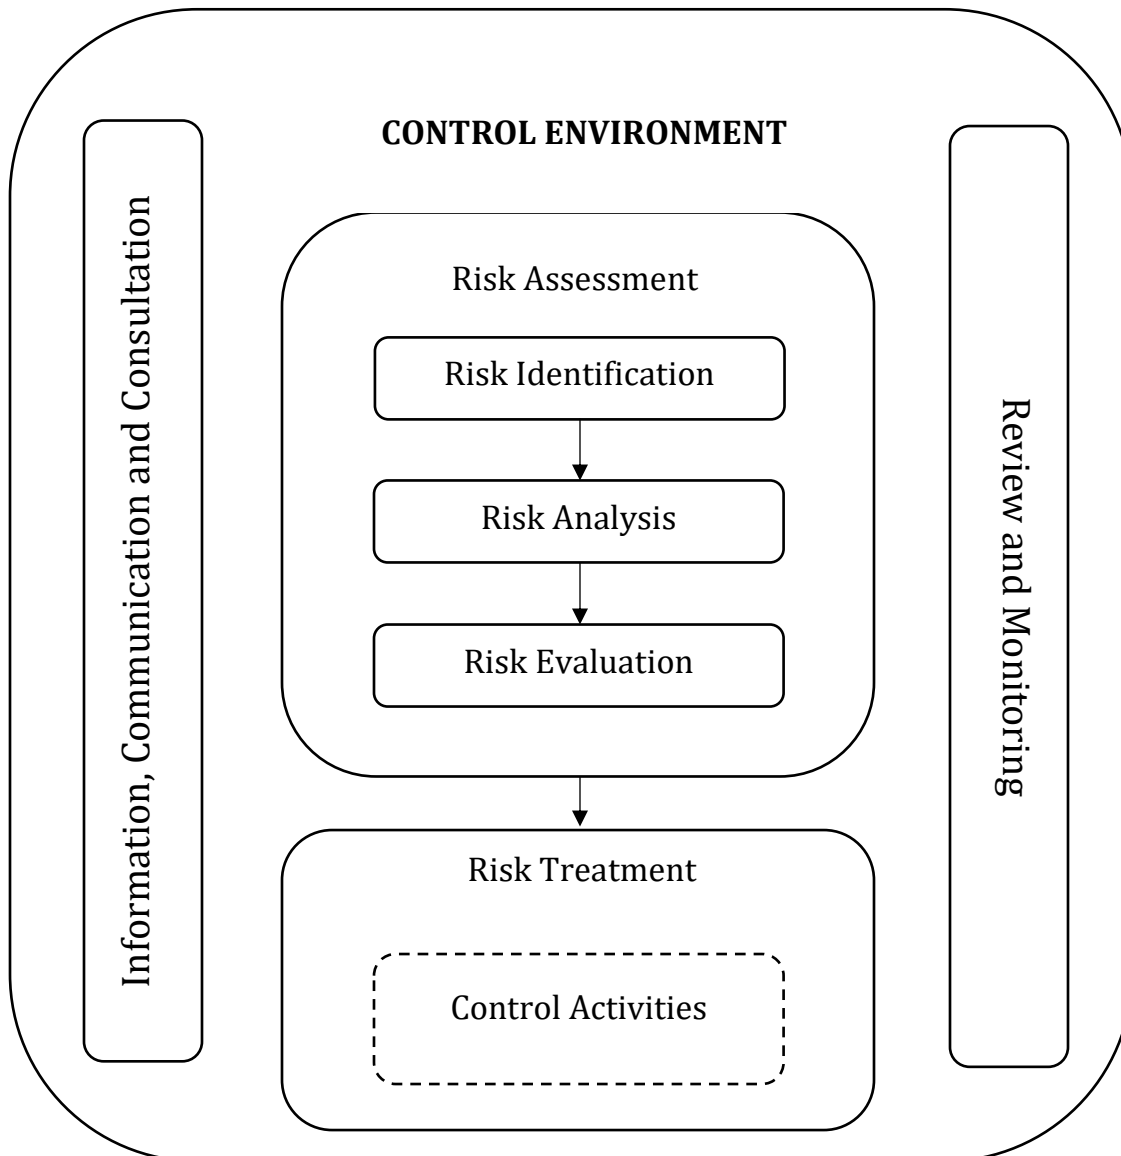 CONTROL ENVIRONMENT
Information, Communication and Consultation
Risk Assessment
Risk Identification
Risk Analysis
Risk Evaluation
Risk Treatment
Control Activities
Review and Monitoring